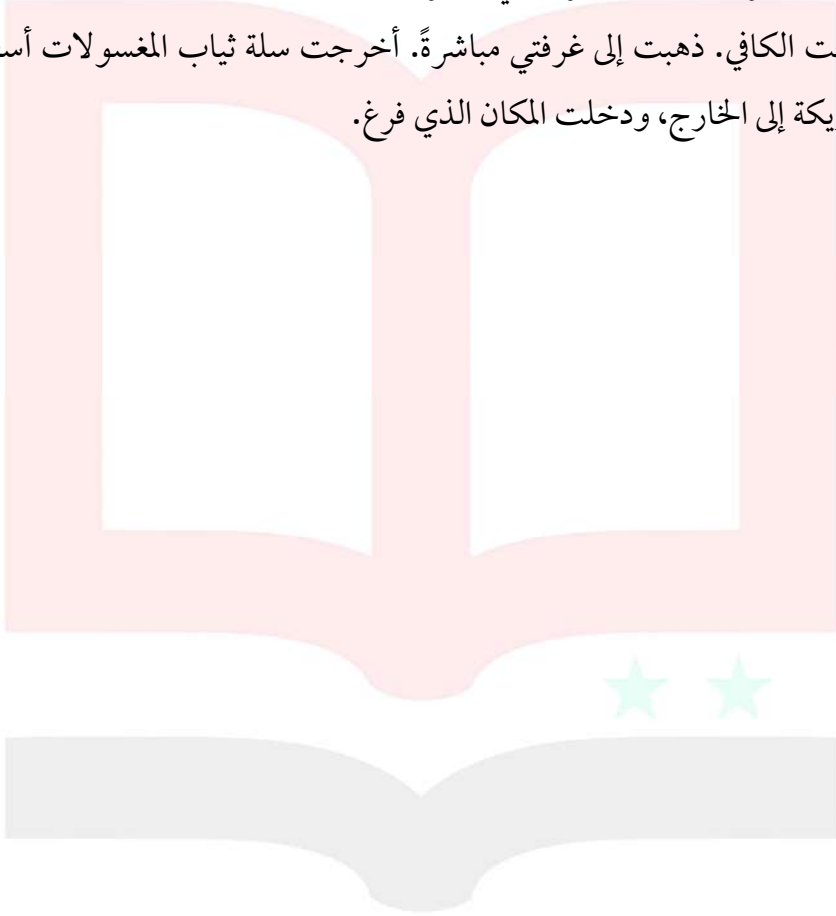 الكافي. ذهبت إلى غرفتي مباشرةً. أخرجت سلة ثياب المغسولات
إلى الخارج، ودخلت المكان الذي فرغ.